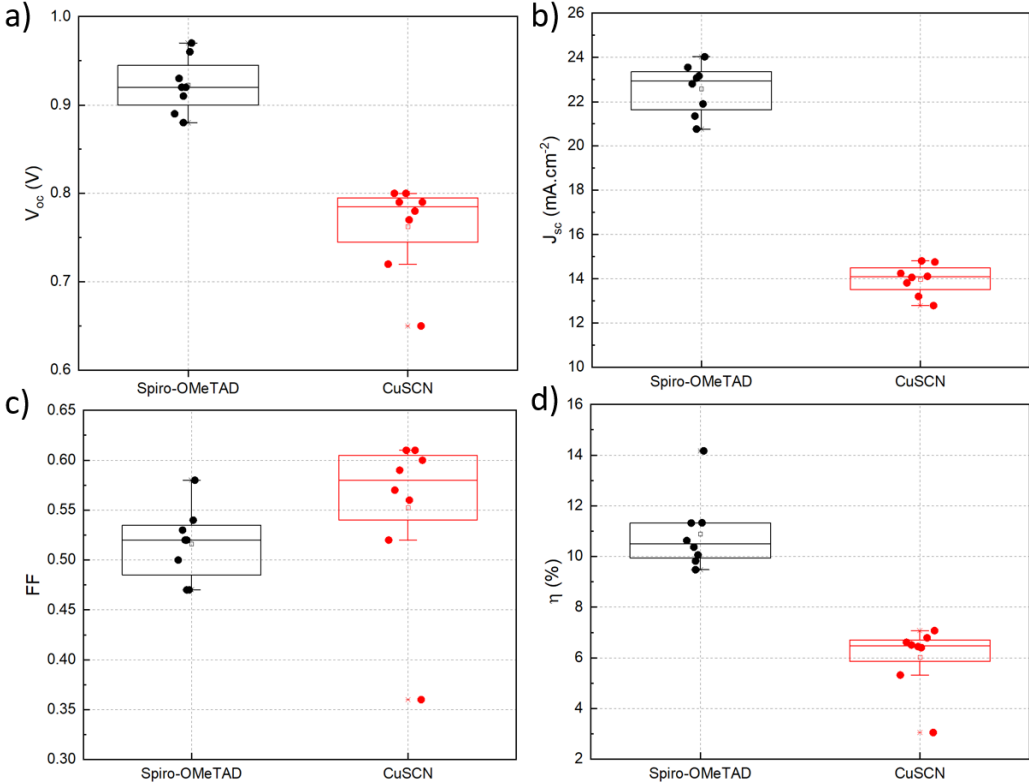 a)
1.0
0.9
0.8
0.7
0.6
V_oc (V)
Spiro-OMeTAD CuSCN
b)
26
24
22
20
18
16
14
12
10
J_sc (mA.cm⁻²)
Spiro-OMeTAD CuSCN
c)
0.65
0.60
0.55
0.50
0.45
0.40
0.35
0.30
FF
Spiro-OMeTAD CuSCN
d)
16
14
12
10
8
6
4
2
η (%)
Spiro-OMeTAD CuSCN